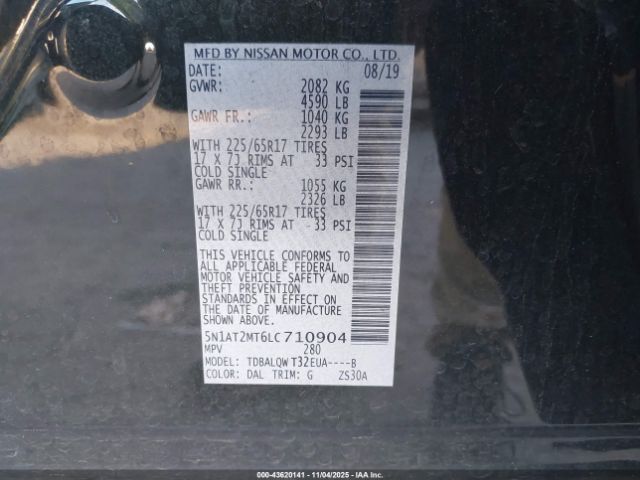 MFD BY NISSAN MOTOR CO., LTD.
DATE: 08/19
GVWR: 2082 KG
4590 LB
GAWR FR.: 1040 KG
2293 LB
WITH 225/65R17 TIRES
17 X 7J RIMS AT 33 PSI
COLD SINGLE
GAWR RR.: 1055 KG
2326 LB
WITH 225/65R17 TIRES
17 X 7J RIMS AT 33 PSI
COLD SINGLE
THIS VEHICLE CONFORMS TO
ALL APPLICABLE FEDERAL
MOTOR VEHICLE SAFETY AND
THEFT PREVENTION
STANDARDS IN EFFECT ON
THE DATE OF MANUFACTURE
SHOWN ABOVE.
5N1AT2MT6LC710904
MPV 280
MODEL: TDBALQW T32EUA----B
COLOR: DAL TRIM: G ZS30A
000-43620141 - 11/04/2025 - IAA Inc.